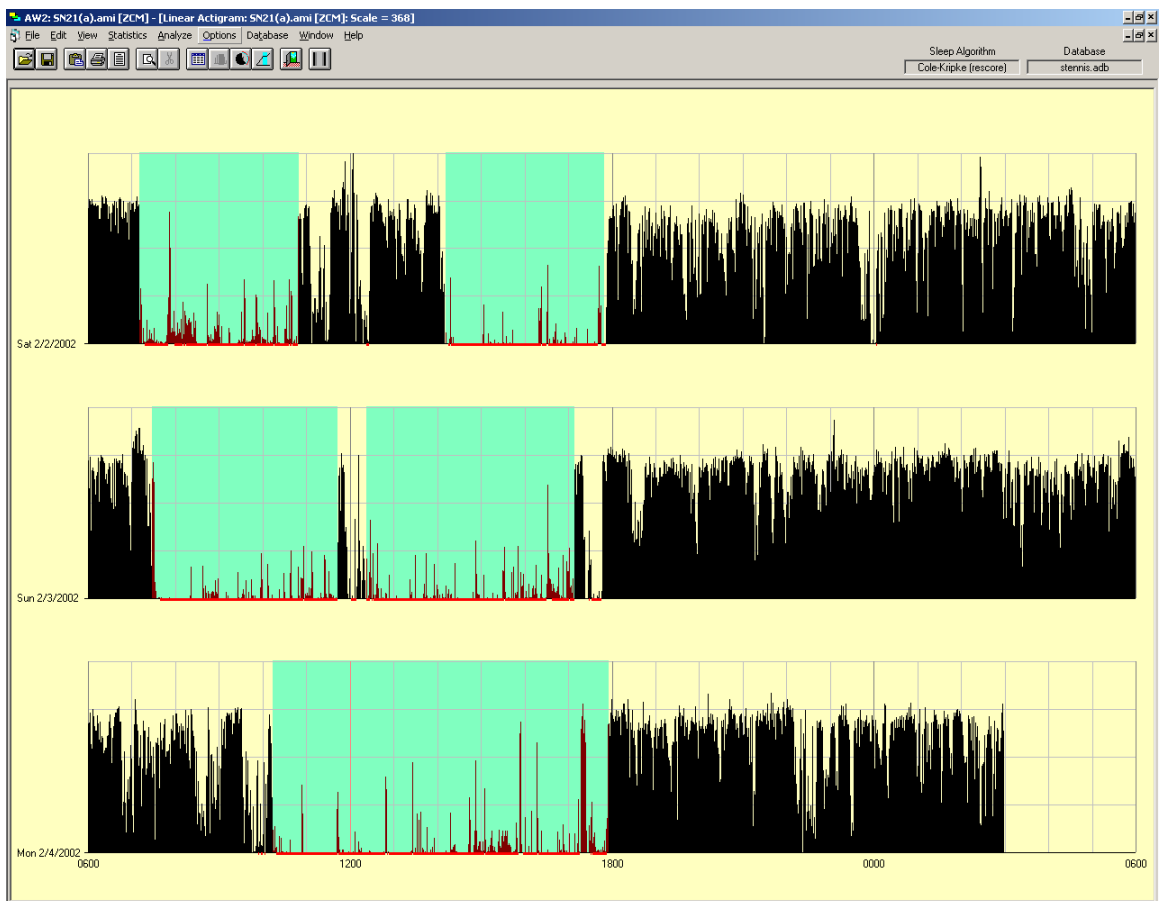 AW2: SN21(a).ami [ZCM] - [Linear Actigram: SN21(a).ami [ZCM]: Scale = 368]
File Edit View Statistics Analyze Options Database Window Help
Sleep Algorithm Database
Cole-Kripke (rescore) stennis.adb
Sat 2/2/2002
Sun 2/3/2002
Mon 2/4/2002
0600 1200 1800 0000 0600